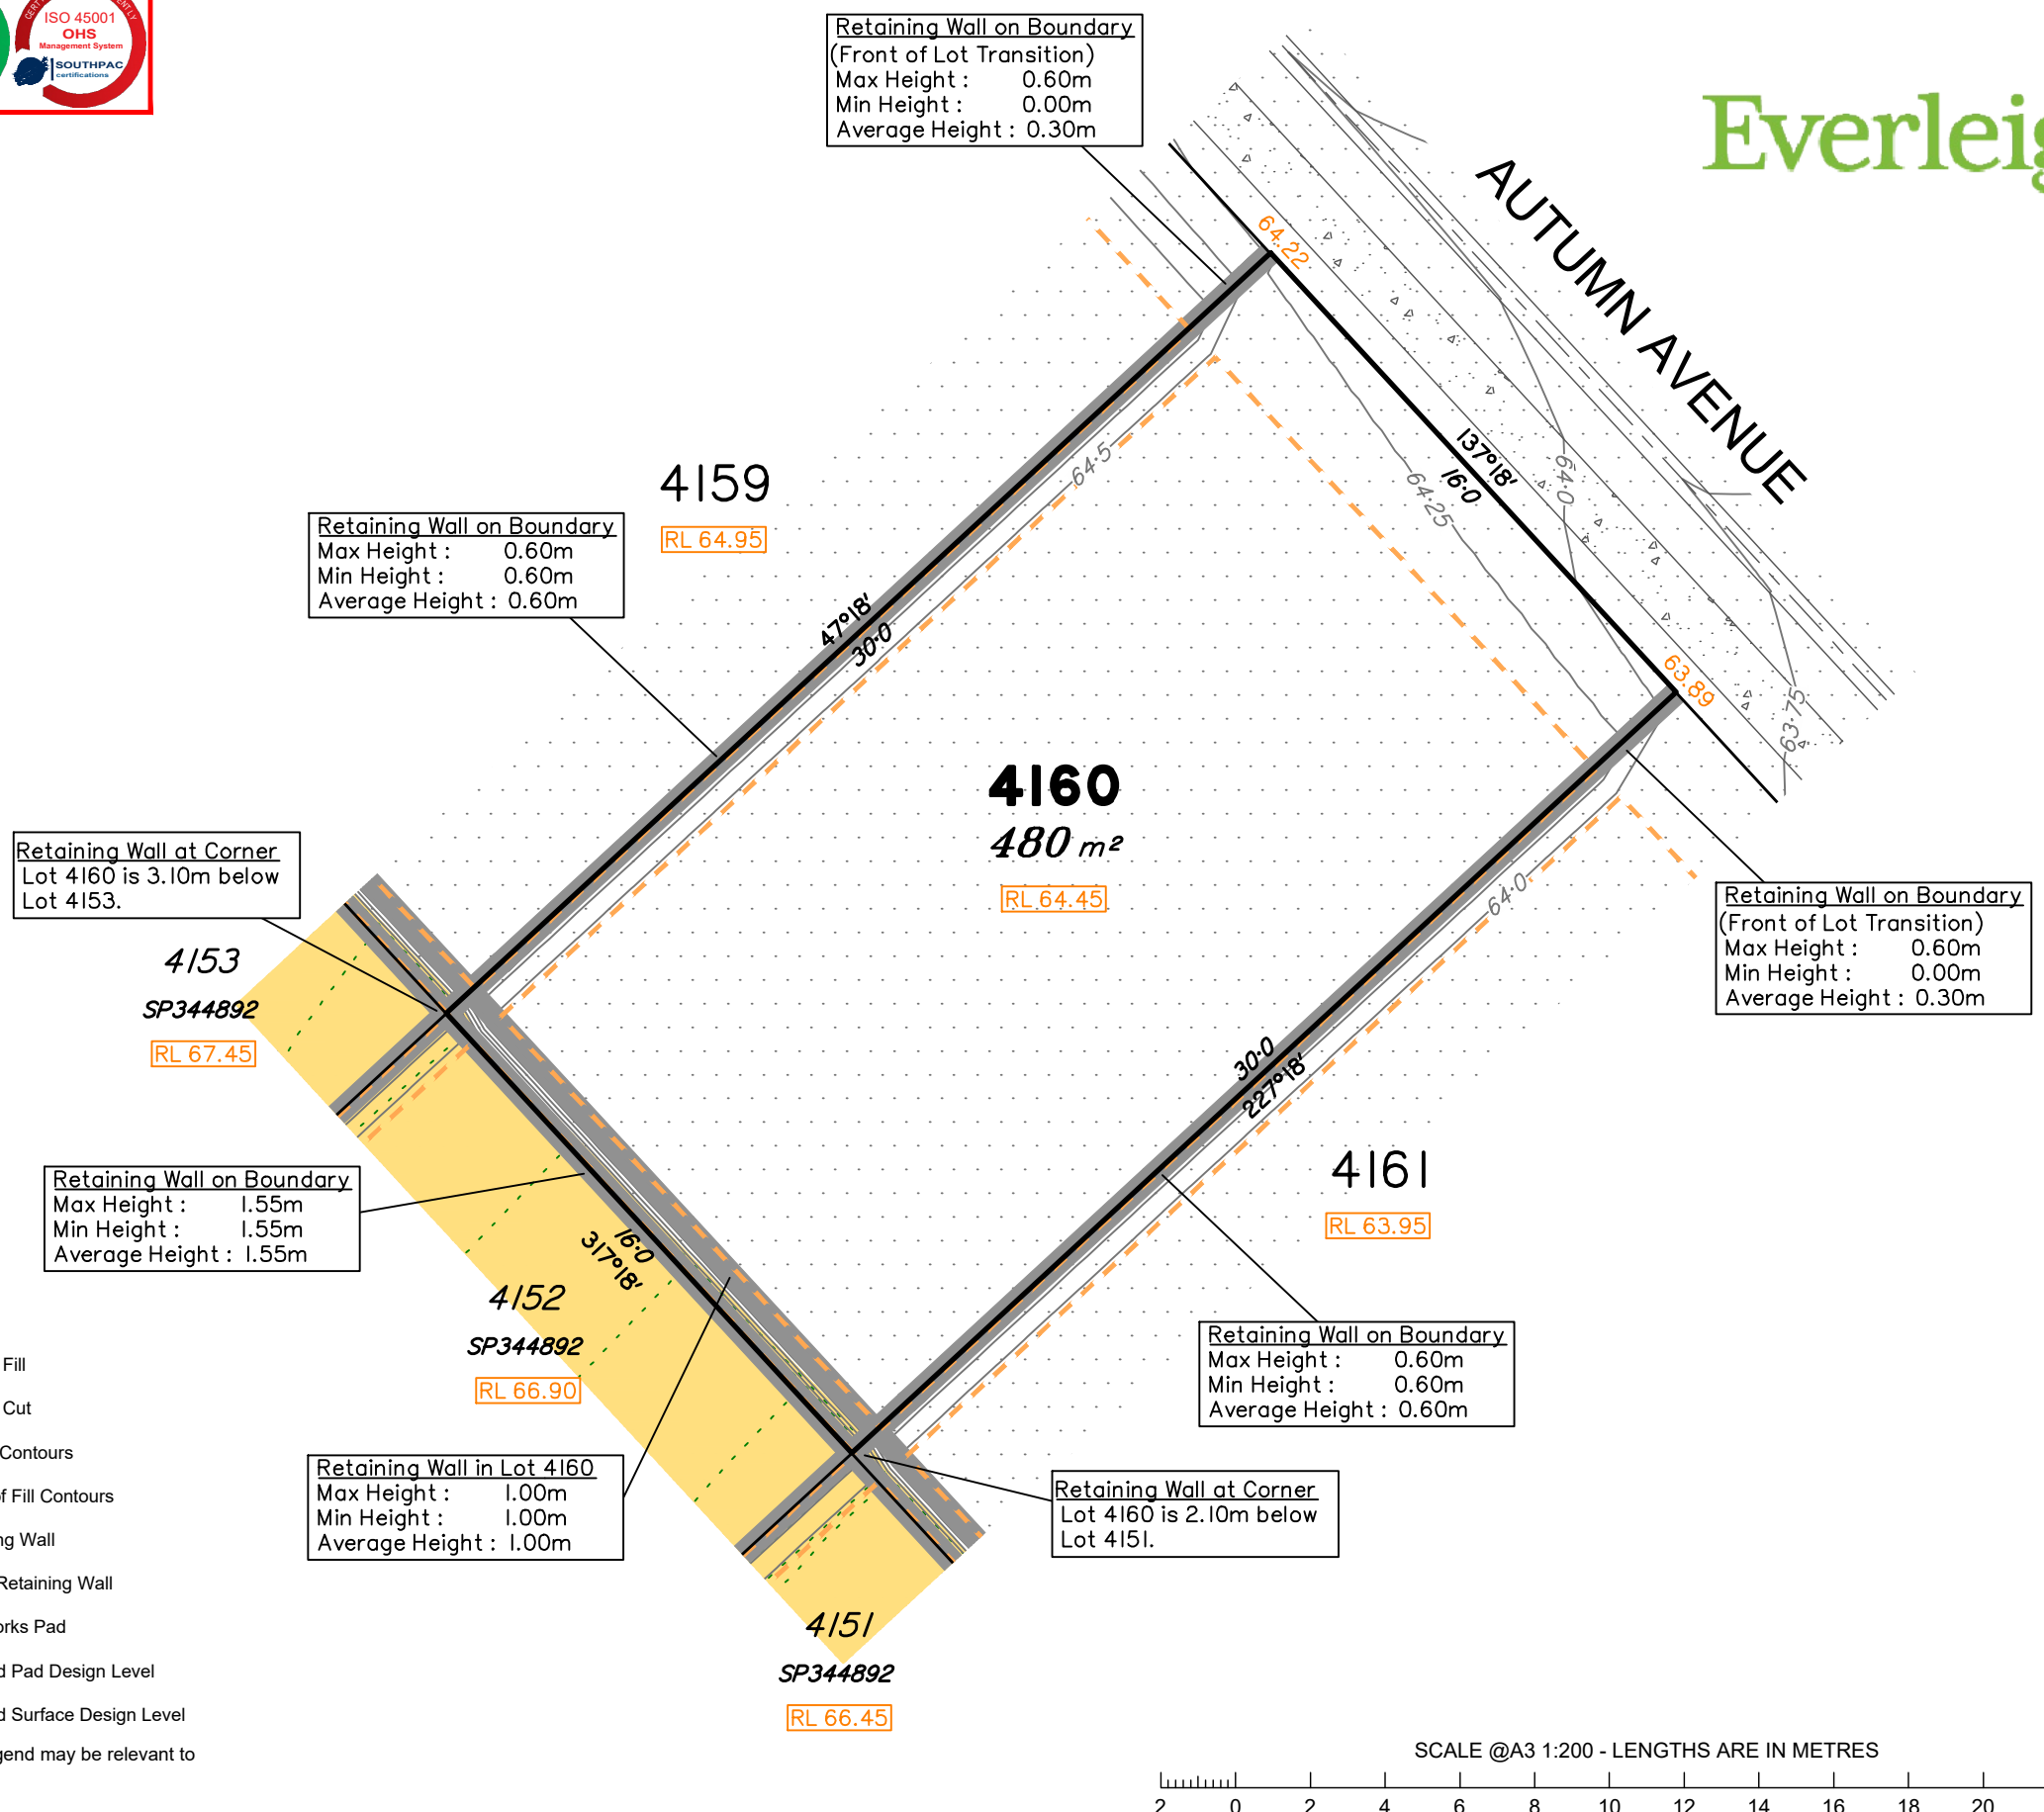 ISO 45001
OHS
Management System
SOUTHPAC
certifications
Retaining Wall on Boundary
(Front of Lot Transition)
Max Height : 0.60m
Min Height : 0.00m
Average Height : 0.30m
Everleig
AUTUMN AVENUE
64.22
4159
RL 64.95
64·5
137°18'
16·0
64·0
64·25
Retaining Wall on Boundary
Max Height : 0.60m
Min Height : 0.60m
Average Height : 0.60m
47°18'
30·0
63.89
63·75
4160
480 m²
RL 64.45
Retaining Wall at Corner
Lot 4160 is 3.10m below
Lot 4153.
64·0
Retaining Wall on Boundary
(Front of Lot Transition)
Max Height : 0.60m
Min Height : 0.00m
Average Height : 0.30m
4153
SP344892
RL 67.45
30·0
227°18'
4161
RL 63.95
Retaining Wall on Boundary
Max Height : 1.55m
Min Height : 1.55m
Average Height : 1.55m
16·0
317°18'
4152
SP344892
RL 66.90
Retaining Wall on Boundary
Max Height : 0.60m
Min Height : 0.60m
Average Height : 0.60m
Retaining Wall in Lot 4160
Max Height : 1.00m
Min Height : 1.00m
Average Height : 1.00m
Retaining Wall at Corner
Lot 4160 is 2.10m below
Lot 4151.
4151
SP344892
RL 66.45
Fill
Cut
Contours
f Fill Contours
ng Wall
Retaining Wall
orks Pad
d Pad Design Level
d Surface Design Level
gend may be relevant to
SCALE @A3 1:200 - LENGTHS ARE IN METRES
2 0 2 4 6 8 10 12 14 16 18 20